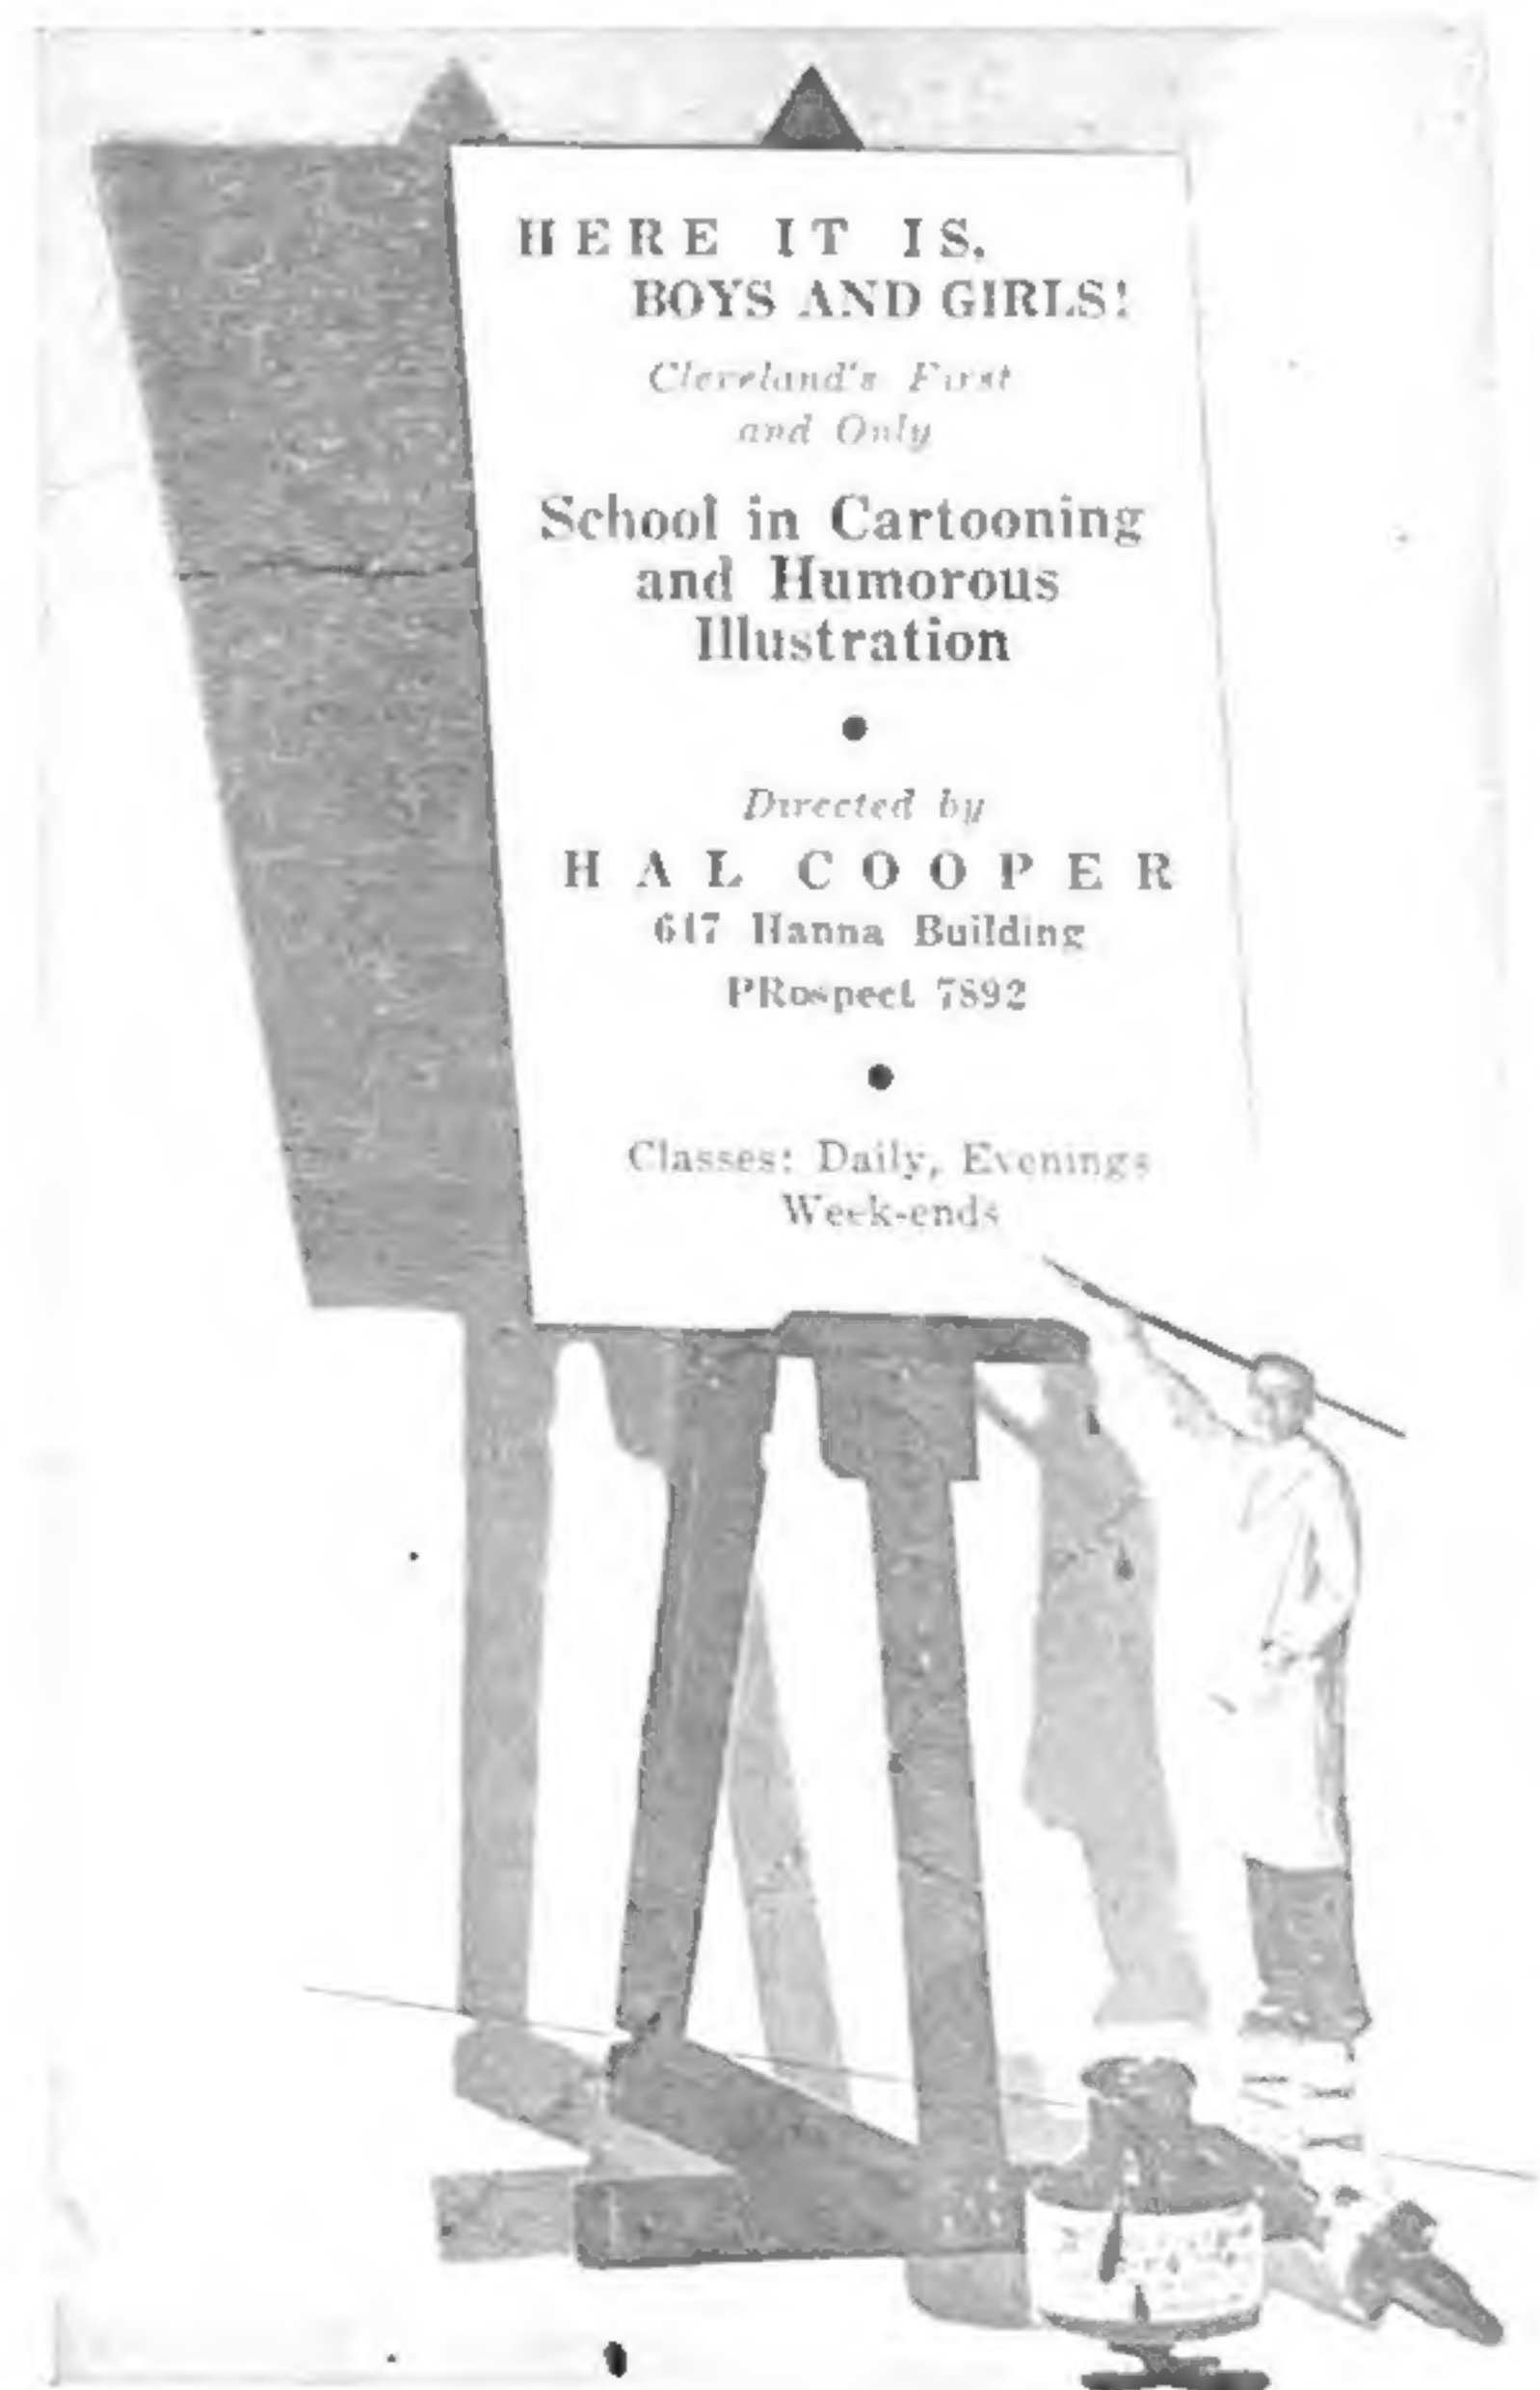 HERE IT IS,
BOYS AND GIRLS!
Cleveland's First
and Only
School in Cartooning
and Humorous
Illustration
Directed by
HAL COOPER
Hanna Building
PRospect 7892
Classes: Daily, Evenings
Week-ends